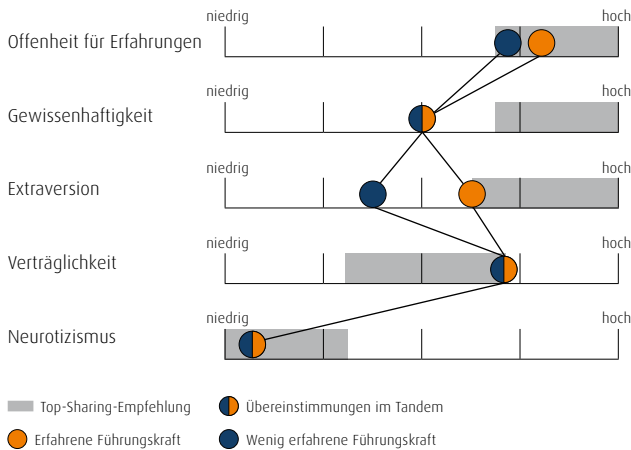 niedrig hoch
Offenheit für Erfahrungen
niedrig hoch
Gewissenhaftigkeit
niedrig hoch
Extraversion
niedrig hoch
Verträglichkeit
niedrig hoch
Neurotizismus
Top-Sharing-Empfehlung Übereinstimmungen im Tandem
Erfahrene Führungskraft Wenig erfahrene Führungskraft